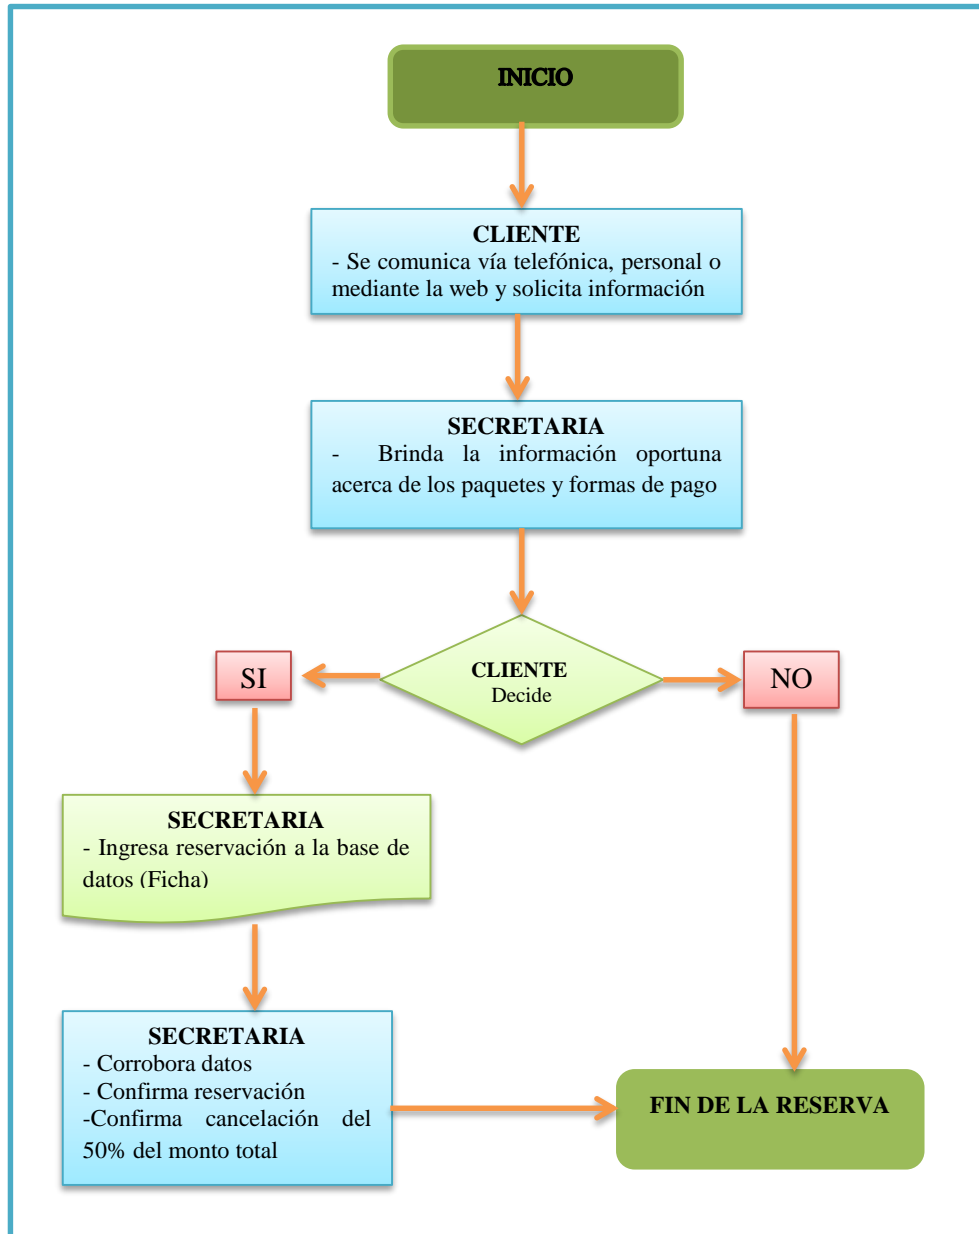 INICIO
CLIENTE
- Se comunica vía telefónica, personal o
mediante la web y solicita información
SECRETARIA
- Brinda la información oportuna
acerca de los paquetes y formas de pago
CLIENTE
Decide
SI
NO
SECRETARIA
- Ingresa reservación a la base de
datos (Ficha)
SECRETARIA
- Corrobora datos
- Confirma reservación
-Confirma cancelación del
50% del monto total
FIN DE LA RESERVA